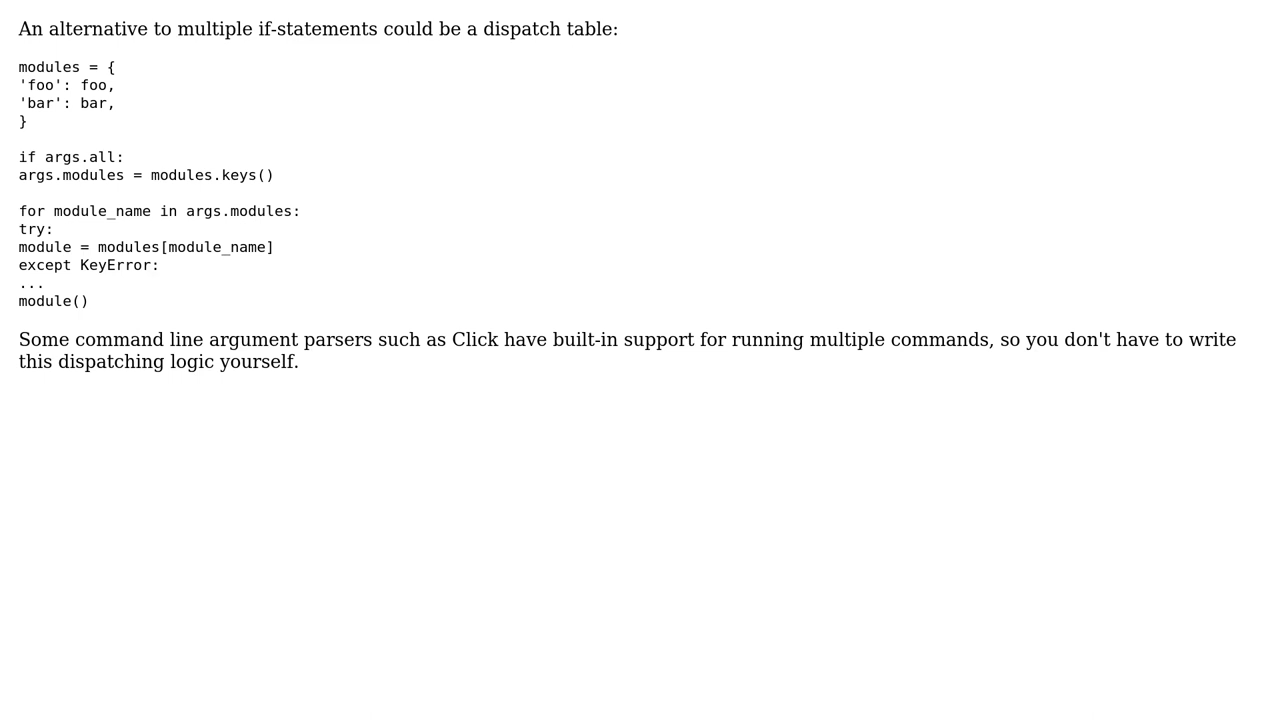 An alternative to multiple if-statements could be a dispatch table:
modules = {
'foo': foo,
'bar': bar,
}
if args.all:
args.modules = modules.keys()
for module_name in args.modules:
try:
module = modules[module_name]
except KeyError:
...
module()
Some command line argument parsers such as Click have built-in support for running multiple commands, so you don't have to write
this dispatching logic yourself.